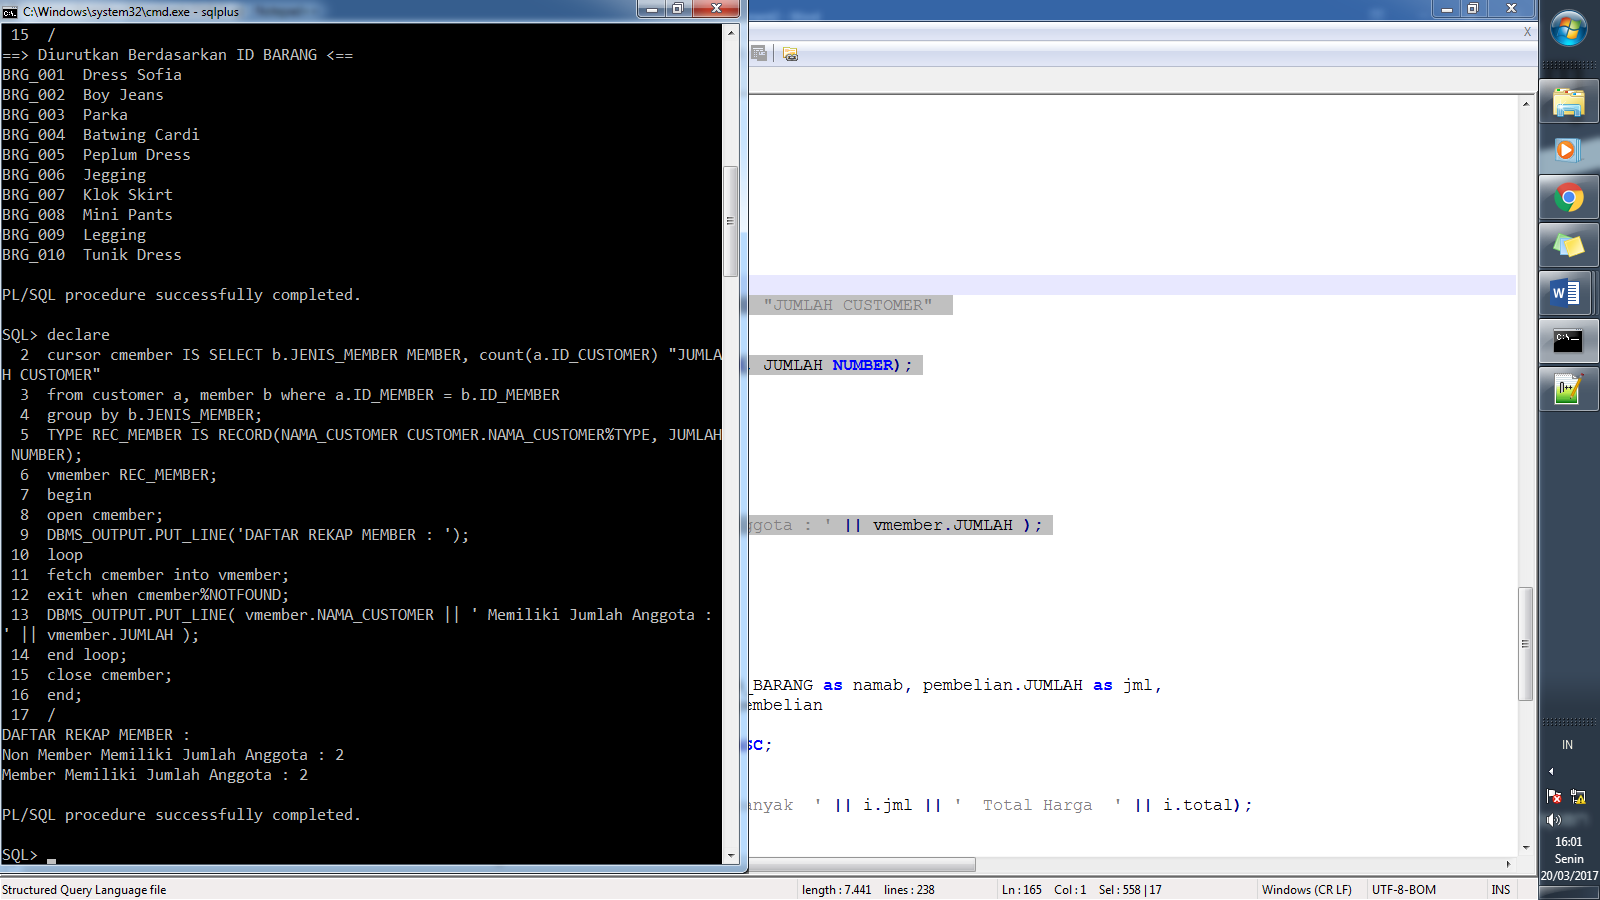 C:\Windows\system32\cmd.exe - sqlplus
 15  /
==> Diurutkan Berdasarkan ID BARANG <==
BRG_001  Dress Sofia
BRG_002  Boy Jeans
BRG_003  Parka
BRG_004  Batwing Cardi
BRG_005  Peplum Dress
BRG_006  Jegging
BRG_007  Klok Skirt
BRG_008  Mini Pants
BRG_009  Legging
BRG_010  Tunik Dress
PL/SQL procedure successfully completed.
SQL> declare
  2  cursor cmember IS SELECT b.JENIS_MEMBER MEMBER, count(a.ID_CUSTOMER) "JUMLA
H CUSTOMER"
  3  from customer a, member b where a.ID_MEMBER = b.ID_MEMBER
  4  group by b.JENIS_MEMBER;
  5  TYPE REC_MEMBER IS RECORD(NAMA_CUSTOMER CUSTOMER.NAMA_CUSTOMER%TYPE, JUMLAH
 NUMBER);
  6  vmember REC_MEMBER;
  7  begin
  8  open cmember;
  9  DBMS_OUTPUT.PUT_LINE('DAFTAR REKAP MEMBER : ');
 10  loop
 11  fetch cmember into vmember;
 12  exit when cmember%NOTFOUND;
 13  DBMS_OUTPUT.PUT_LINE( vmember.NAMA_CUSTOMER || ' Memiliki Jumlah Anggota :
' || vmember.JUMLAH );
 14  end loop;
 15  close cmember;
 16  end;
 17  /
DAFTAR REKAP MEMBER :
Non Member Memiliki Jumlah Anggota : 2
Member Memiliki Jumlah Anggota : 2
PL/SQL procedure successfully completed.
SQL> _
"JUMLAH CUSTOMER"
JUMLAH NUMBER);
ggota : ' || vmember.JUMLAH );
_BARANG as namab, pembelian.JUMLAH as jml,
embelian
SC;
anyak  ' || i.jml || '  Total Harga  ' || i.total);
Structured Query Language file
length : 7.441    lines : 238
Ln : 165    Col : 1    Sel : 558 | 17
Windows (CR LF)
UTF-8-BOM
INS
IN
16:01
Senin
20/03/2017